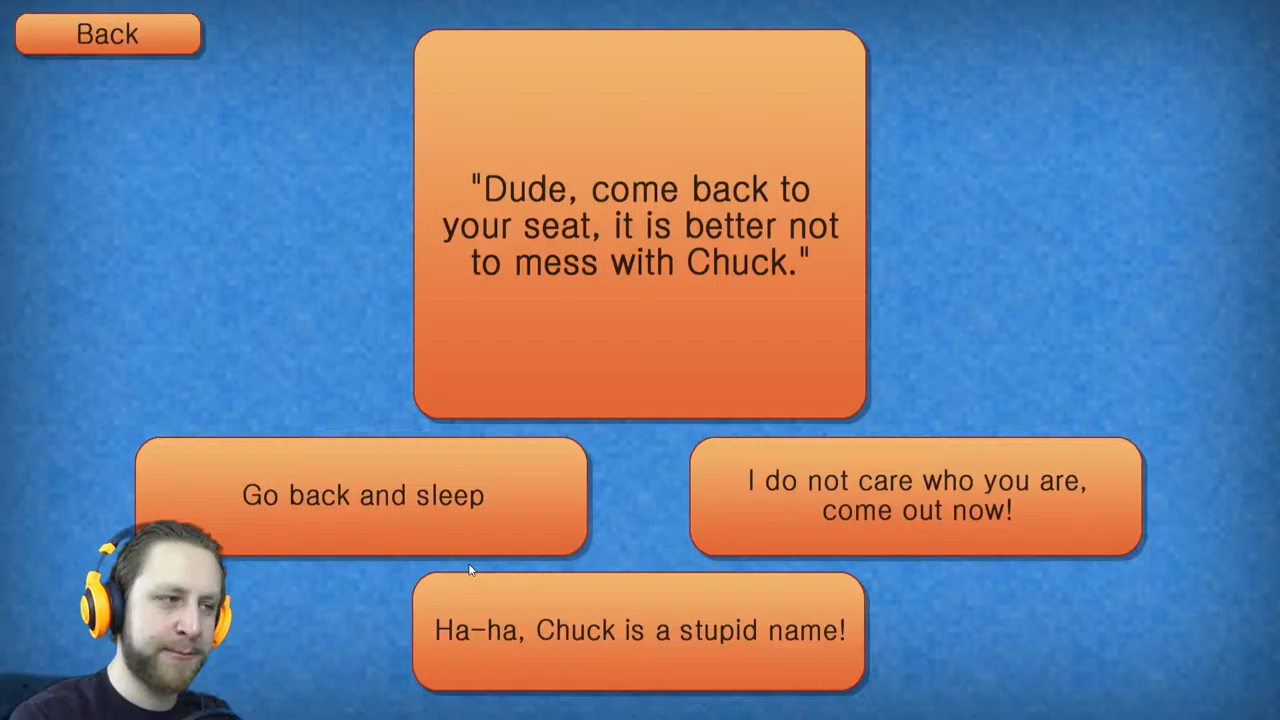 Back
"Dude, come back to
your seat, it is better not
to mess with Chuck."
Go back and sleep
I do not care who you are,
come out now!
Ha-ha, Chuck is a stupid name!